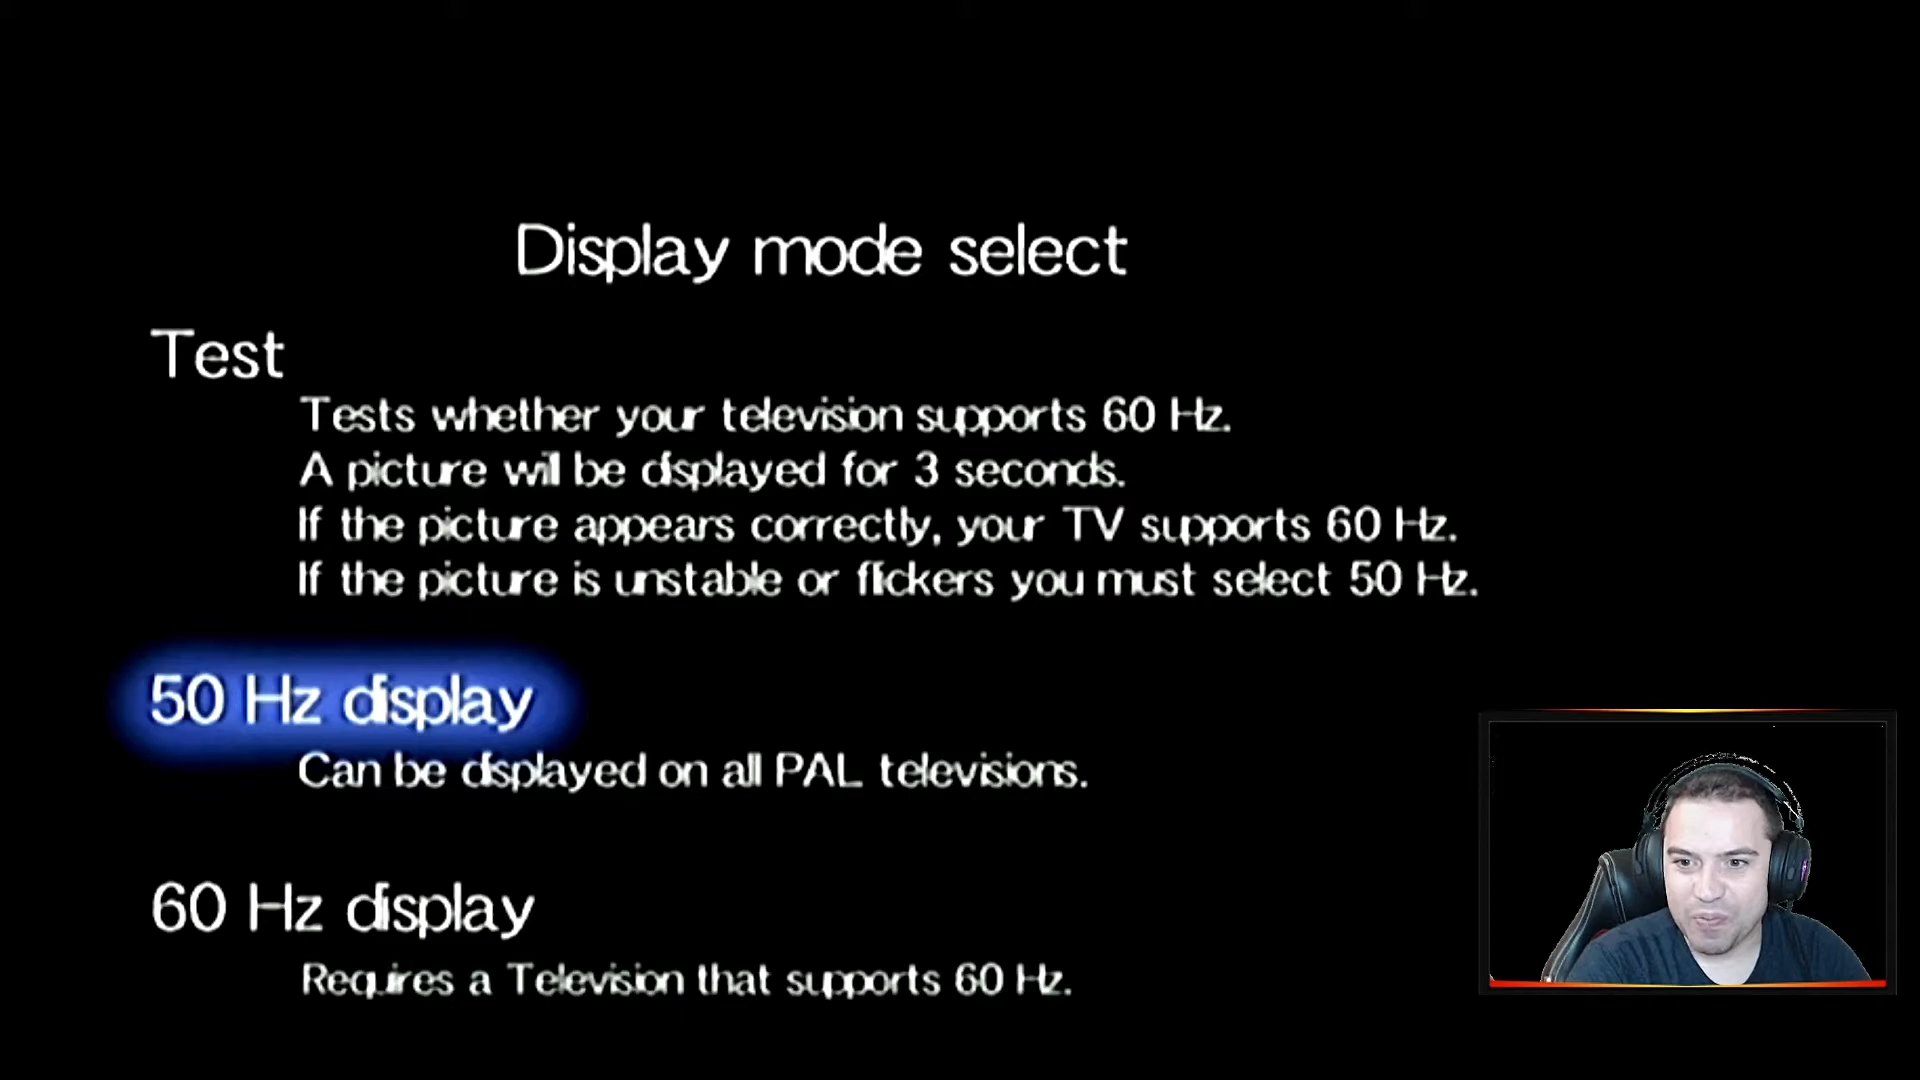 Display mode select
Test
Tests whether your television supports 60 Hz.
A picture will be displayed for 3 seconds.
If the picture appears correctly, your TV supports 60 Hz.
If the picture is unstable or flickers you must select 50 Hz.
50 Hz display
Can be displayed on all PAL televisions.
60 Hz display
Requires a Television that supports 60 Hz.